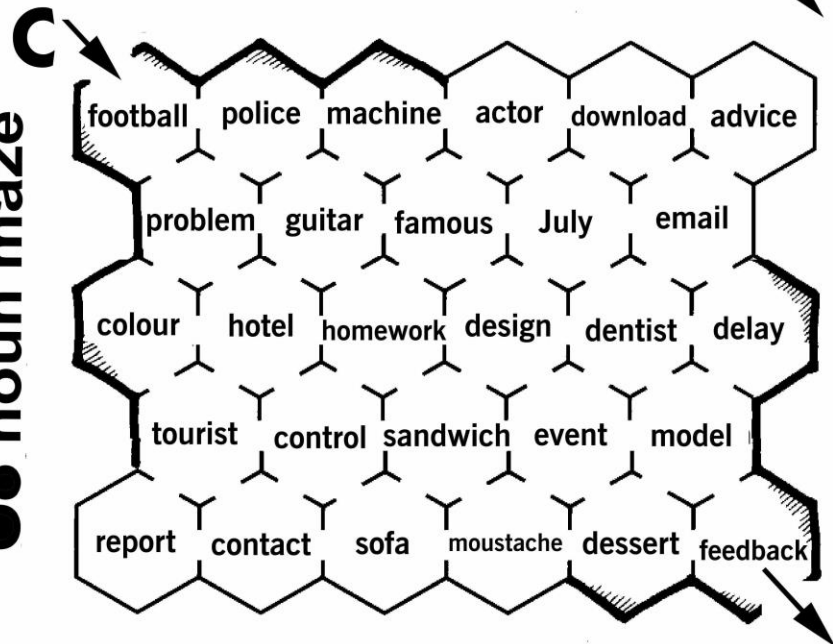 C
football police machine actor download advice
problem guitar famous July email
colour hotel homework design dentist delay
tourist control sandwich event model
report contact sofa moustache dessert feedback
noun maze